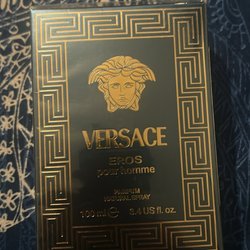 VERSACE
EROS
pour homme
PARFUM
NATURAL SPRAY
100 ml ℮ 3.4 US fl. oz.